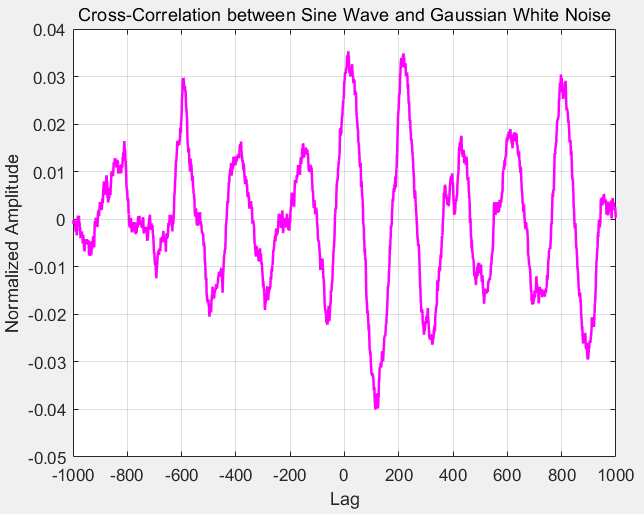 Cross-Correlation between Sine Wave and Gaussian White Noise
0.04
0.03
0.02
0.01
0
-0.01
-0.02
-0.03
-0.04
-0.05
Normalized Amplitude
-1000 -800 -600 -400 -200 0 200 400 600 800 1000
Lag